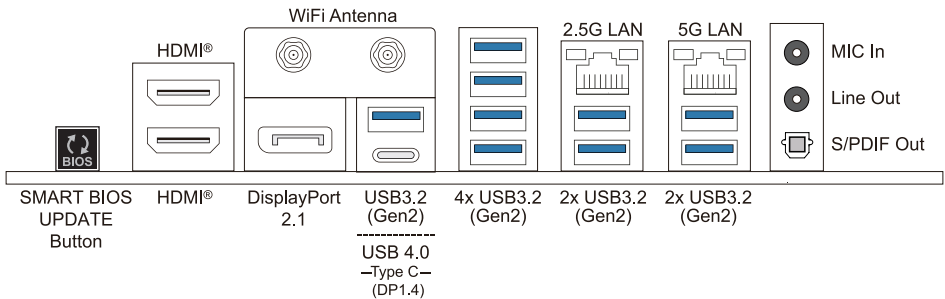 WiFi Antenna
HDMI®
2.5G LAN
5G LAN
MIC In
Line Out
S/PDIF Out
BIOS
SMART BIOS
UPDATE
Button
HDMI®
DisplayPort
2.1
USB3.2
(Gen2)
USB 4.0
Type C
(DP1.4)
4x USB3.2
(Gen2)
2x USB3.2
(Gen2)
2x USB3.2
(Gen2)